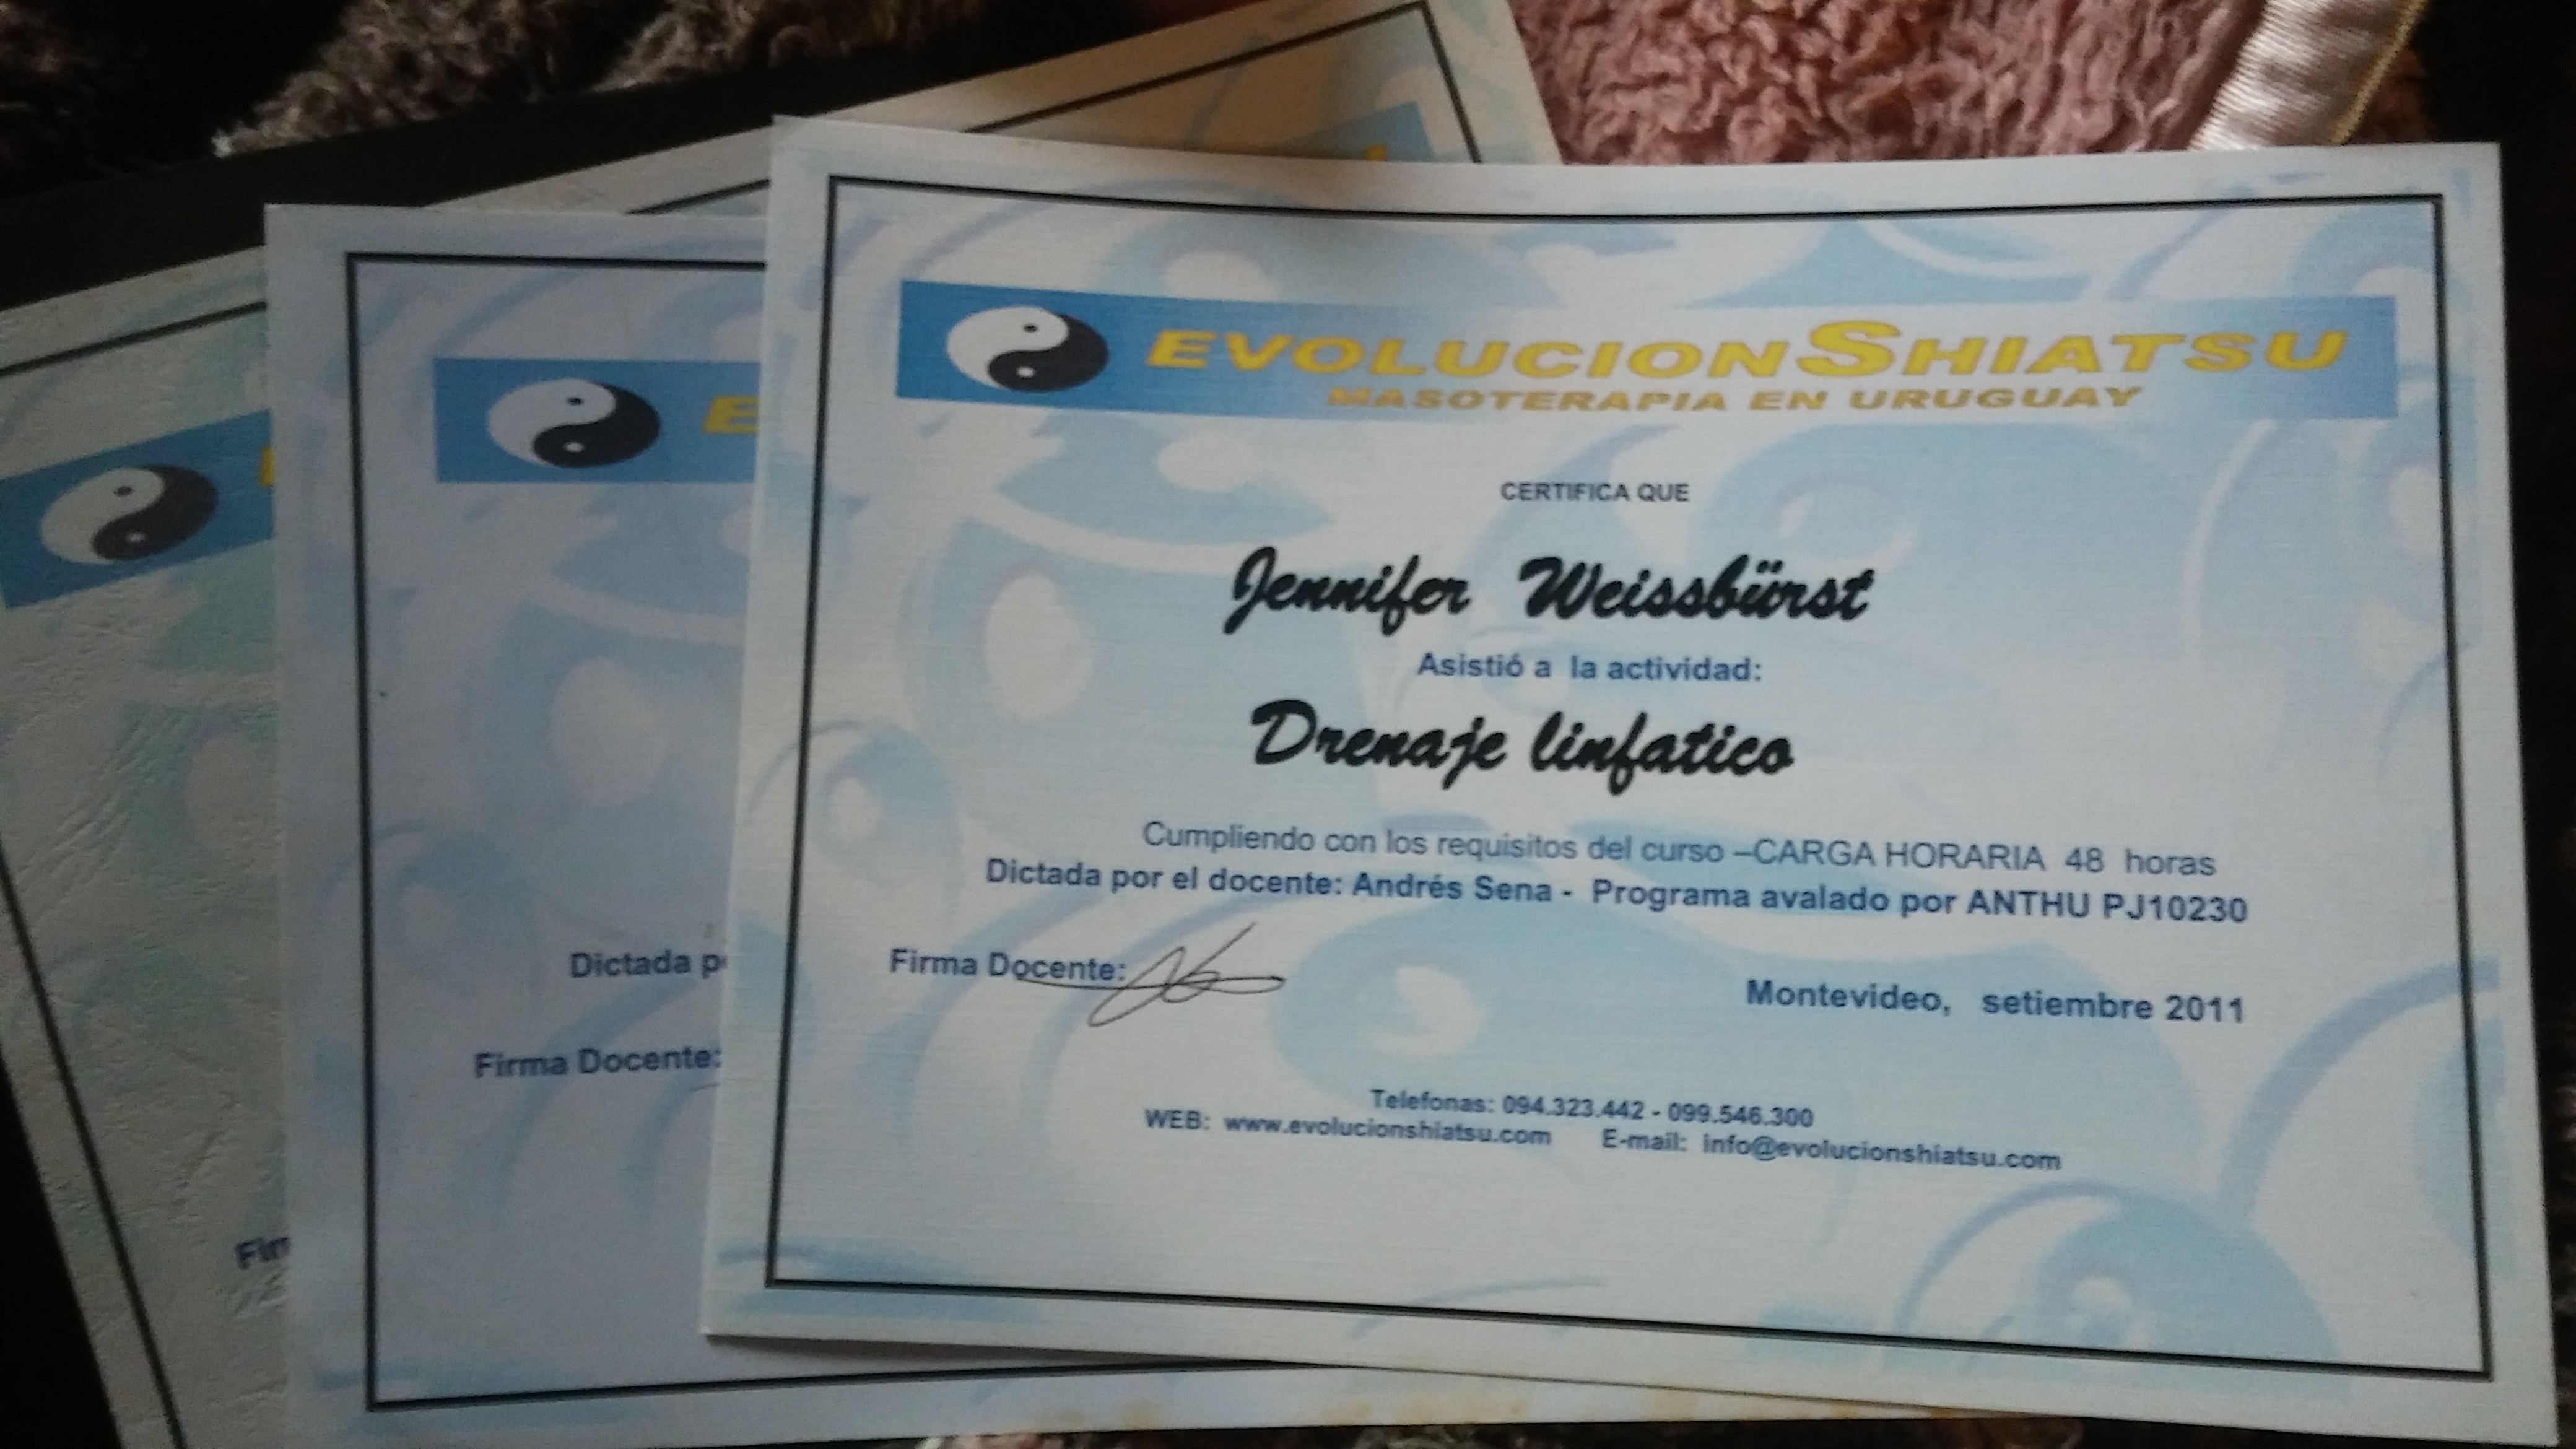 EVOLUCIONSHIATSU
MASOTERAPIA EN URUGUAY
CERTIFICA QUE
Jennifer Weissbürst
Asistió a la actividad:
Drenaje linfatico
Cumpliendo con los requisitos del curso –CARGA HORARIA 48 horas
Dictada por el docente: Andrés Sena - Programa avalado por ANTHU PJ10230
Firma Docente:
Montevideo, setiembre 2011
Telefonas: 094.323.442 - 099.546.300
WEB: www.evolucionshiatsu.com E-mail: info@evolucionshiatsu.com
E
Dictada p
Firma Docente:
Fir